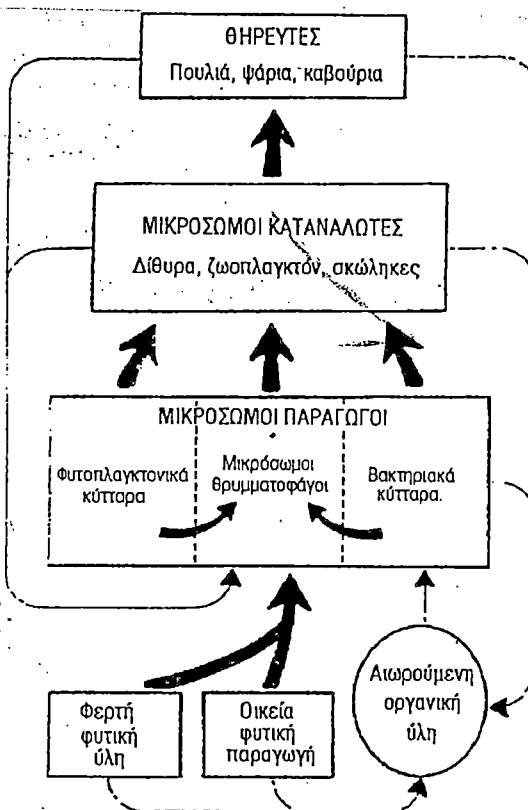 ΘΗΡΕΥΤΕΣ
Πουλιά, ψάρια, καβούρια
ΜΙΚΡΟΣΩΜΟΙ ΚΑΤΑΝΑΛΩΤΕΣ
Δίθυρα, ζωοπλαγκτόν, σκώληκες
ΜΙΚΡΟΣΩΜΟΙ ΠΑΡΑΓΩΓΟΙ
Φυτοπλαγκτονικά
κύτταρα
Μικρόσωμοι
θρυμματοφάγοι
Βακτηριακά
κύτταρα.
Φερτή
φυτική
ύλη
Οικεία
φυτική
παραγωγή
Αιωρούμενη
οργανική
ύλη